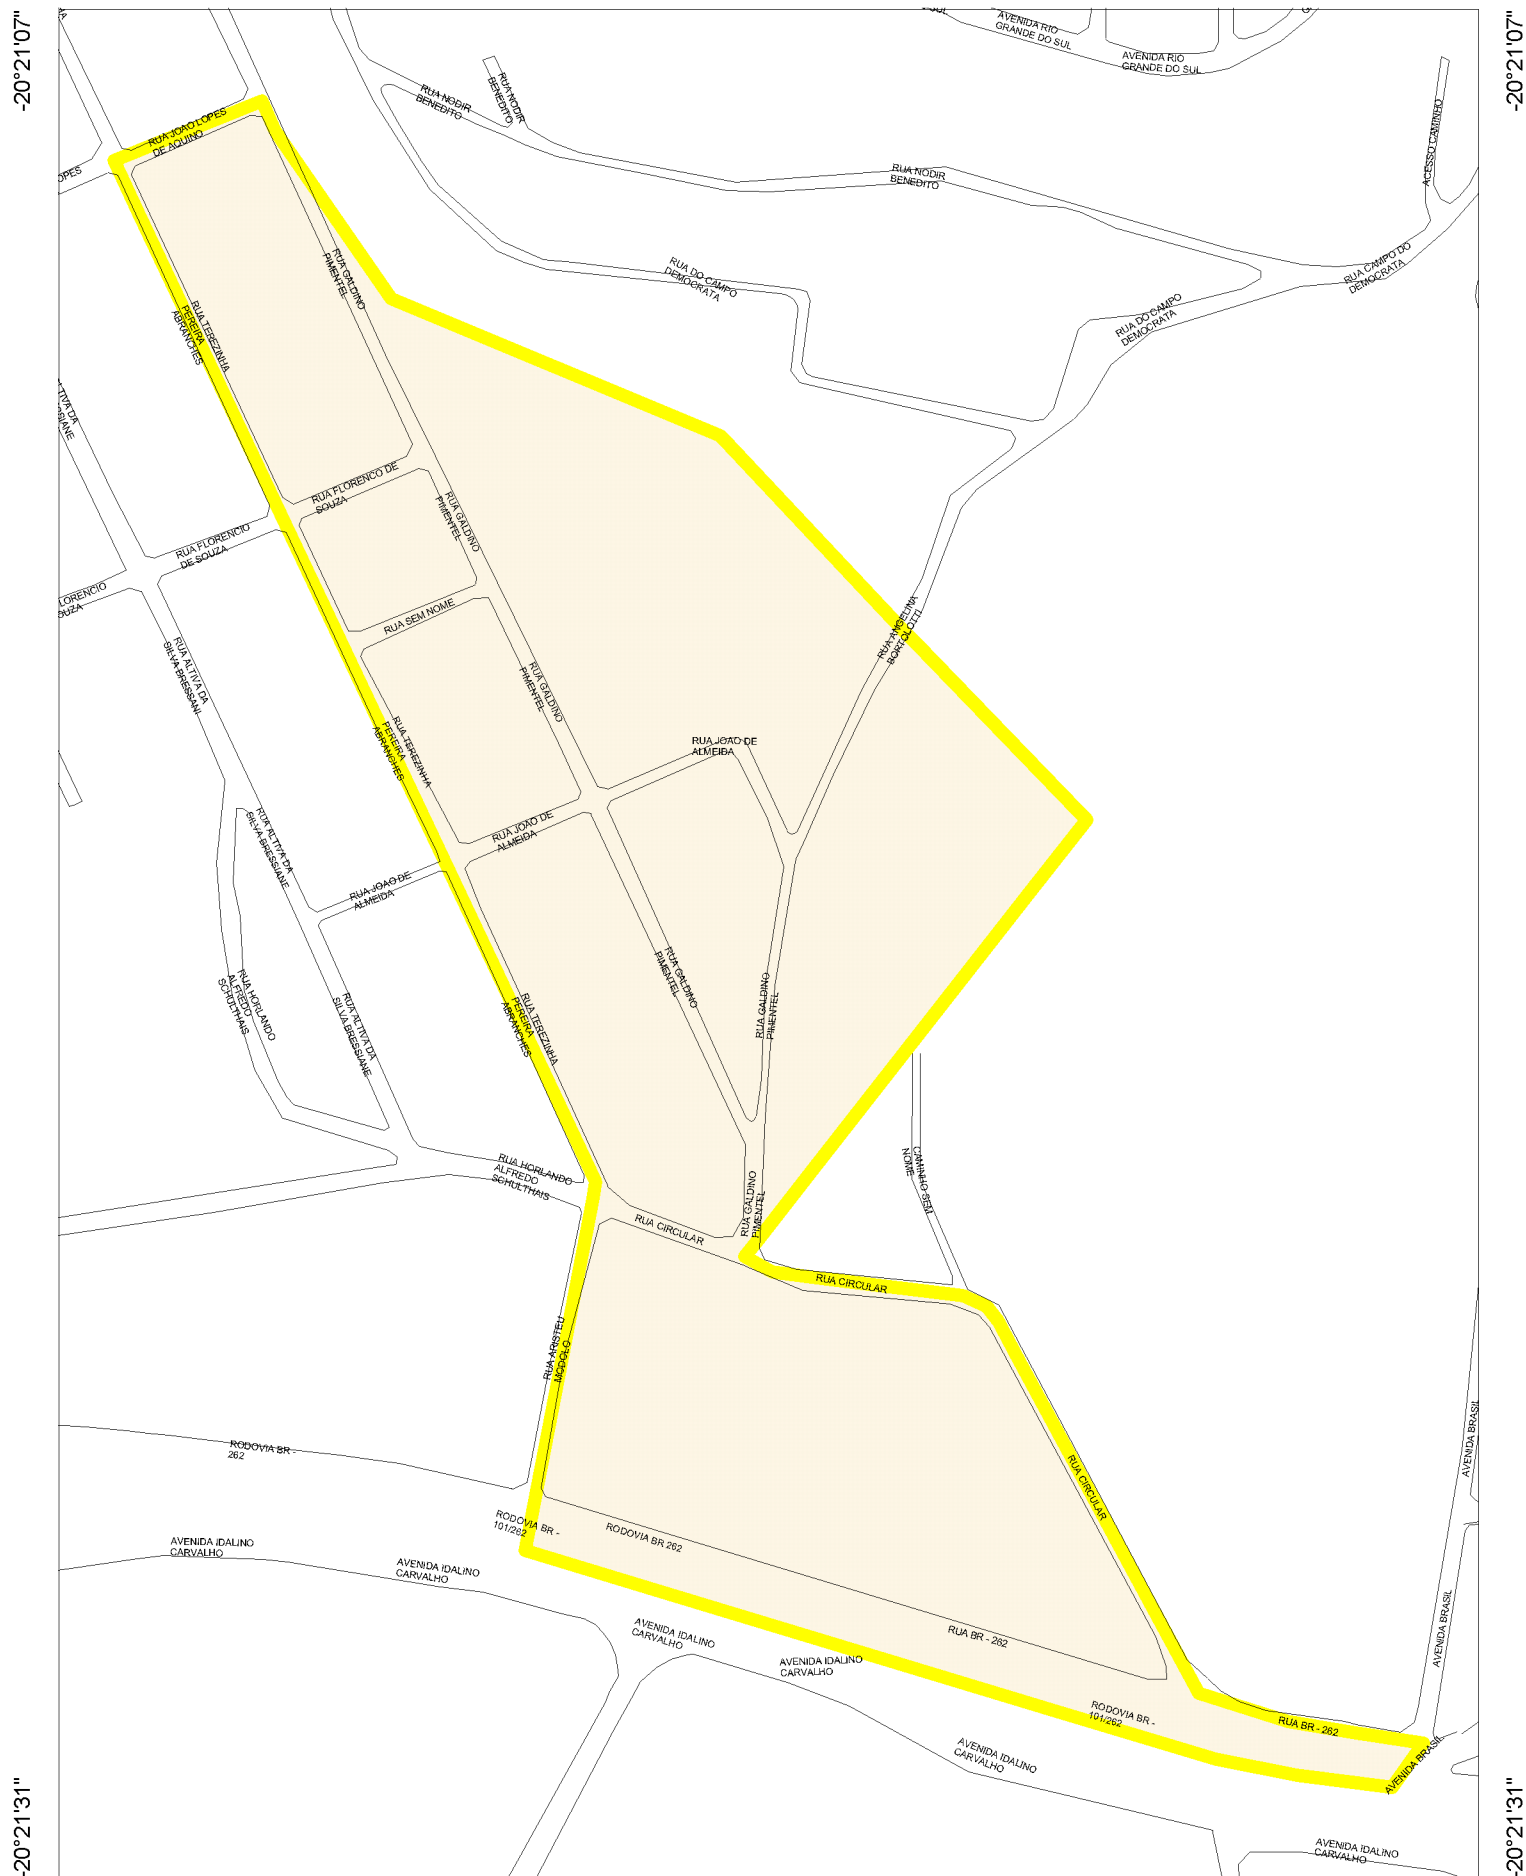 -20°21'07"
-20°21'07"
AVENIDA RIO
GRANDE DO SUL
AVENIDA RIO
GRANDE DO SUL
RUA NODIR
BENEDITO
RUA NODIR
BENEDITO
RUA JOAO LOPES
DE AQUINO
OPES
RUA NODIR
BENEDITO
ACESSO CAMINHO
RUA GALDINO
PIMENTEL
RUA DO CAMPO
DEMOCRATA
RUA CAMPO DO
DEMOCRATA
RUA DO CAMPO
DEMOCRATA
RUA TEREZINHA
PEREIRA
ABRANCHES
LTIVA DA
SSIANE
RUA FLORENCO DE
SOUZA
RUA GALDINO
PIMENTEL
RUA FLORENCIO
DE SOUZA
LORENCIO
OUZA
RUA SEM NOME
RUA ANGELINA
BORTOLOTTI
RUA ALTIVA DA
SILVA BRESSANI
RUA GALDINO
PIMENTEL
RUA TEREZINHA
PEREIRA
ABRANCHES
RUA JOAO DE
ALMEIDA
RUA JOAO DE
ALMEIDA
RUA ALTIVA DA
SILVA BRESSIANE
RUA JOAO DE
ALMEIDA
RUA GALDINO
PIMENTEL
RUA GALDINO
PIMENTEL
RUA HORLANDO
ALFREDO
SCHULTHAIS
RUA ALTIVA DA
SILVA BRESSIANE
RUA TEREZINHA
PEREIRA
ABRANCHES
RUA HORLANDO
ALFREDO
SCHULTHAIS
CAMINHO SEM
NOME
RUA GALDINO
PIMENTEL
RUA CIRCULAR
RUA CIRCULAR
RUA ARISTEU
MODOLO
RODOVIA BR -
262
AVENIDA BRASIL
RUA CIRCULAR
RODOVIA BR -
101/262
RODOVIA BR 262
AVENIDA IDALINO
CARVALHO
AVENIDA IDALINO
CARVALHO
AVENIDA IDALINO
CARVALHO
RUA BR - 262
AVENIDA BRASIL
AVENIDA IDALINO
CARVALHO
RODOVIA BR -
101/262
RUA BR - 262
AVENIDA IDALINO
CARVALHO
AVENIDA BRASIL
-20°21'31"
-20°21'31"
AVENIDA IDALINO
CARVALHO